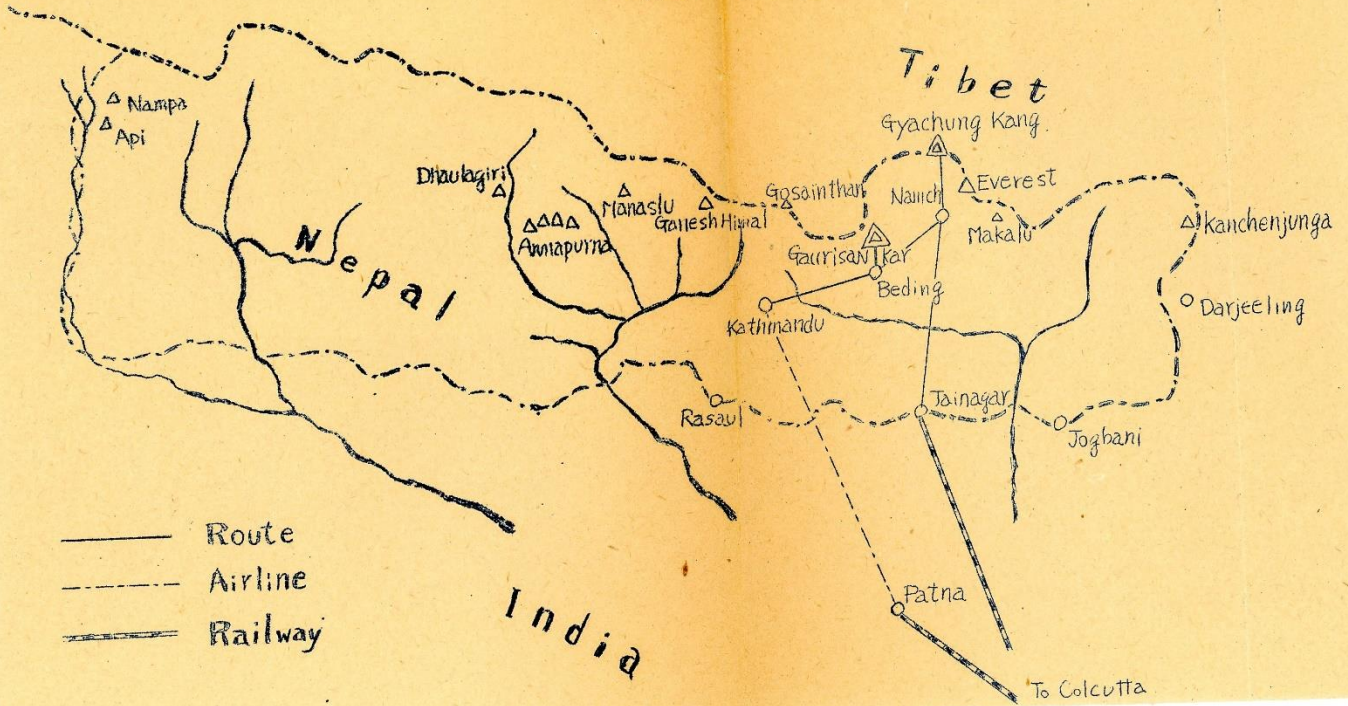 Tibet
Nampa
Api
Gyachung Kang.
Dhaulagiri
Manaslu
Gosainthan
Everest
Namch
Annapurna
Ganesh Himal
Makalu
Kanchenjunga
Nepal
Gaurisankar
Beding
Darjeeling
Kathmandu
Rasaul
Jainagar
Jogbani
Route
Airline
Railway
India
Patna
To Colcutta